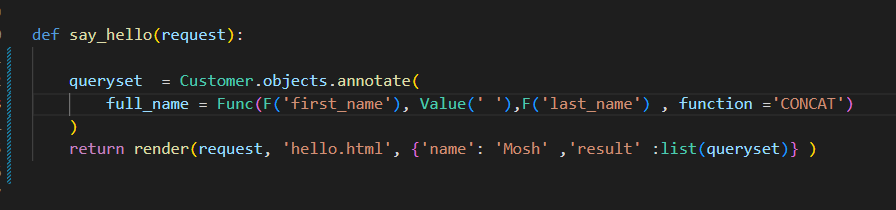 def say_hello(request):
queryset  = Customer.objects.annotate(
full_name = Func(F('first_name'), Value(' '),F('last_name') , function ='CONCAT')
)
return render(request, 'hello.html', {'name': 'Mosh' ,'result' :list(queryset)} )